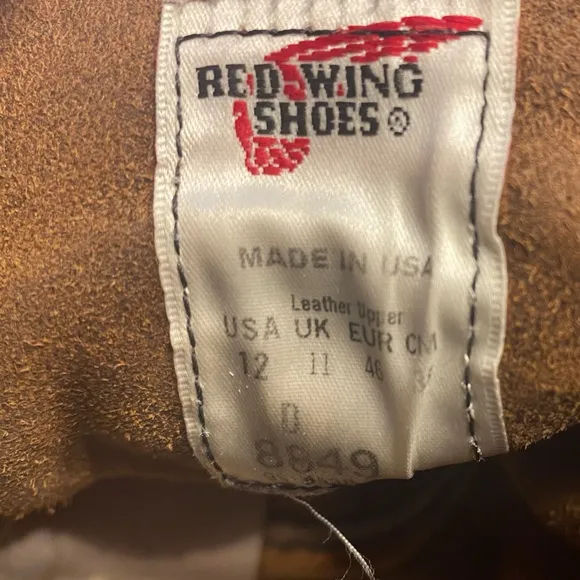 RED WING
SHOES ®
MADE IN USA
Leather Upper
USA UK EUR CM
12 11 46
D
8849